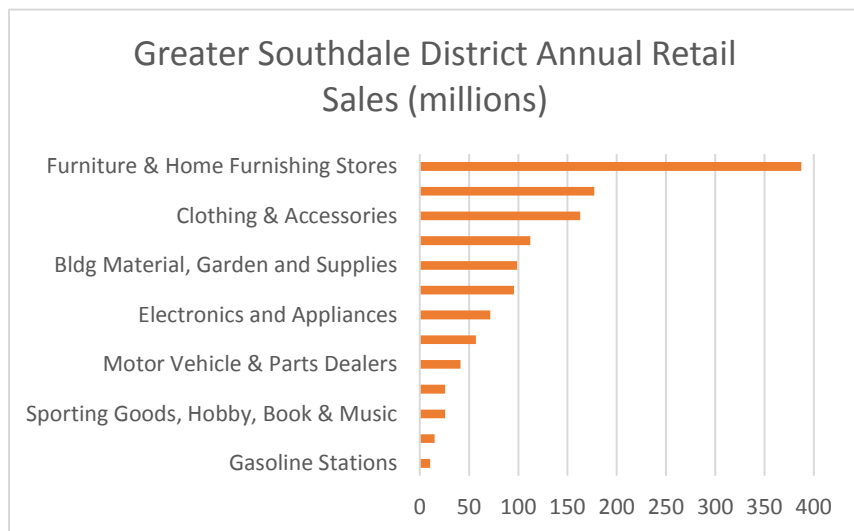 Greater Southdale District Annual Retail
Sales (millions)
Furniture & Home Furnishing Stores
Clothing & Accessories
Bldg Material, Garden and Supplies
Electronics and Appliances
Motor Vehicle & Parts Dealers
Sporting Goods, Hobby, Book & Music
Gasoline Stations
0 50 100 150 200 250 300 350 400